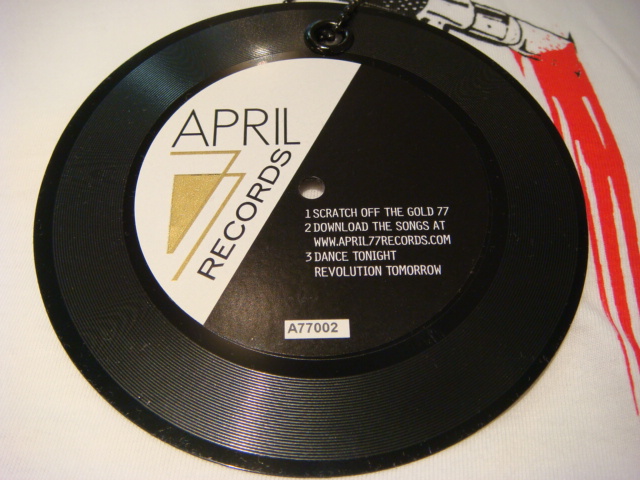 APRIL
77
RECORDS
1 SCRATCH OFF THE GOLD 77
2 DOWNLOAD THE SONGS AT
WWW.APRIL77RECORDS.COM
3 DANCE TONIGHT
REVOLUTION TOMORROW
A77002